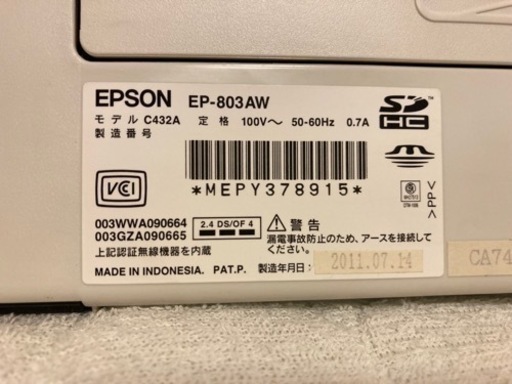 EPSON EP-803AW
モデル C432A 定格 100V〜 50-60Hz 0.7A
製造番号
*MEPY378915*
SD HC
VCI
003WWA090664
003GZA090665
2.4 DS/OF 4
上記認証無線機器を内蔵
警告
漏電事故防止のため、アースを接続して
ください。
>PP<
MADE IN INDONESIA. PAT.P. 製造年月日:
2011.07.14
CA74